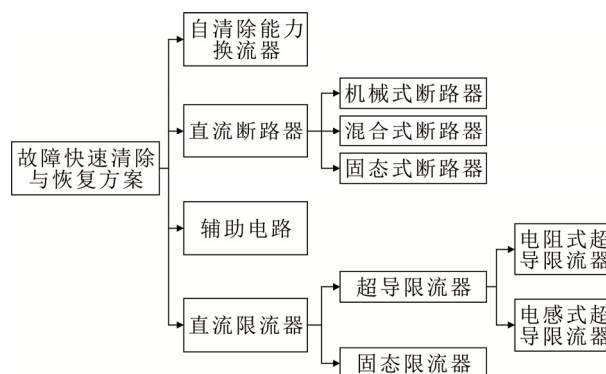 自清除能力
换流器
机械式断路器
直流断路器
混合式断路器
故障快速清除
与恢复方案
固态式断路器
辅助电路
电阻式超
导限流器
超导限流器
直流限流器
电感式超
导限流器
固态限流器